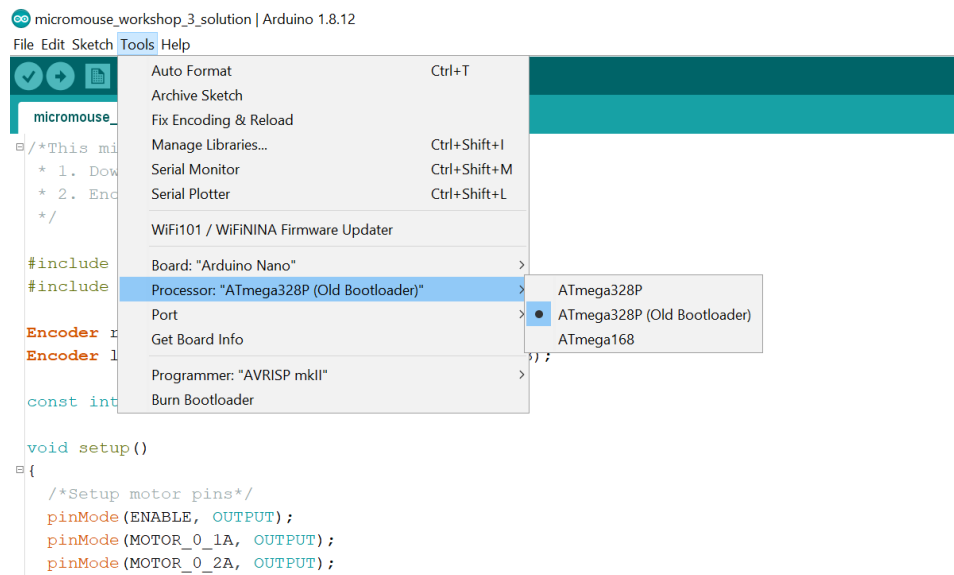 micromouse_workshop_3_solution | Arduino 1.8.12
File Edit Sketch Tools Help
Auto Format Ctrl+T
Archive Sketch
Fix Encoding & Reload
Manage Libraries... Ctrl+Shift+I
Serial Monitor Ctrl+Shift+M
Serial Plotter Ctrl+Shift+L
WiFi101 / WiFiNINA Firmware Updater
Board: "Arduino Nano"
Processor: "ATmega328P (Old Bootloader)"
Port
Get Board Info
Programmer: "AVRISP mkII"
Burn Bootloader
ATmega328P
ATmega328P (Old Bootloader)
ATmega168
micromouse_
/*This mi
* 1. Dow
* 2. Enc
*/
#include
#include
Encoder r
Encoder l );
const int
void setup()
{
/*Setup motor pins*/
pinMode(ENABLE, OUTPUT);
pinMode(MOTOR_0_1A, OUTPUT);
pinMode(MOTOR_0_2A, OUTPUT);